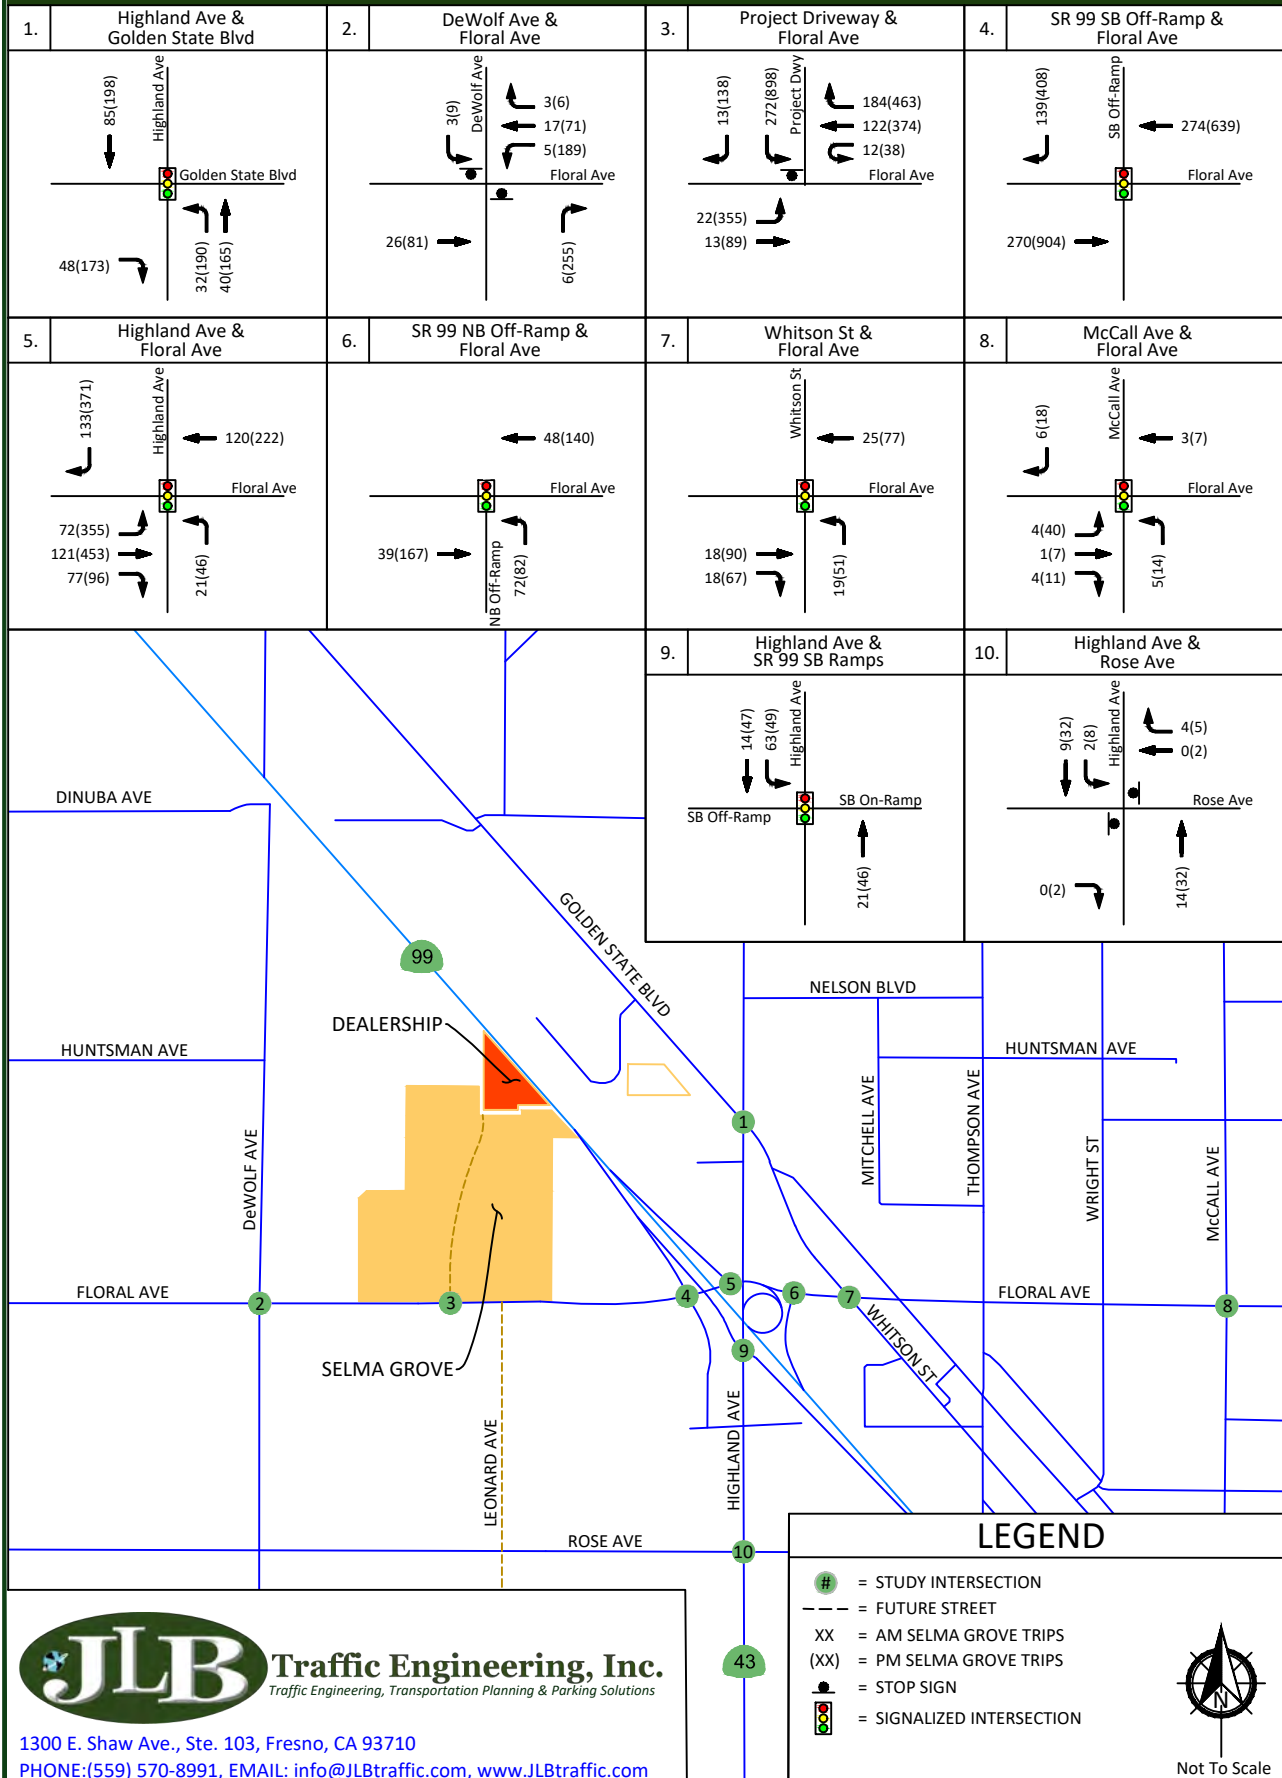 1.
Highland Ave &
Golden State Blvd
85(198)
Highland Ave
Golden State Blvd
48(173)
32(190)
40(165)
2.
DeWolf Ave &
Floral Ave
3(9)
DeWolf Ave
3(6)
17(71)
5(189)
Floral Ave
26(81)
6(255)
3.
Project Driveway &
Floral Ave
13(138)
272(898)
Project Dwy
184(463)
122(374)
12(38)
Floral Ave
22(355)
13(89)
4.
SR 99 SB Off-Ramp &
Floral Ave
139(408)
SB Off-Ramp
274(639)
Floral Ave
270(904)
5.
Highland Ave &
Floral Ave
133(371)
Highland Ave
120(222)
Floral Ave
72(355)
121(453)
77(96)
21(46)
6.
SR 99 NB Off-Ramp &
Floral Ave
48(140)
Floral Ave
39(167)
NB Off-Ramp
72(82)
7.
Whitson St &
Floral Ave
Whitson St
25(77)
Floral Ave
18(90)
18(67)
19(51)
8.
McCall Ave &
Floral Ave
6(18)
McCall Ave
3(7)
Floral Ave
4(40)
1(7)
4(11)
5(14)
9.
Highland Ave &
SR 99 SB Ramps
14(47)
63(49)
Highland Ave
SB On-Ramp
SB Off-Ramp
21(46)
10.
Highland Ave &
Rose Ave
9(32)
2(8)
Highland Ave
4(5)
0(2)
Rose Ave
0(2)
14(32)
DINUBA AVE
GOLDEN STATE BLVD
99
NELSON BLVD
DEALERSHIP
HUNTSMAN AVE
HUNTSMAN AVE
MITCHELL AVE
THOMPSON AVE
WRIGHT ST
McCALL AVE
DeWOLF AVE
1
FLORAL AVE
2
3
4
5
6
7
FLORAL AVE
8
9
WHITSON ST
SELMA GROVE
LEONARD AVE
HIGHLAND AVE
ROSE AVE
10
43
LEGEND
# = STUDY INTERSECTION
= FUTURE STREET
XX = AM SELMA GROVE TRIPS
(XX) = PM SELMA GROVE TRIPS
= STOP SIGN
= SIGNALIZED INTERSECTION
N
Not To Scale
JLB Traffic Engineering, Inc.
Traffic Engineering, Transportation Planning & Parking Solutions
1300 E. Shaw Ave., Ste. 103, Fresno, CA 93710
PHONE:(559) 570-8991, EMAIL: info@JLBtraffic.com, www.JLBtraffic.com